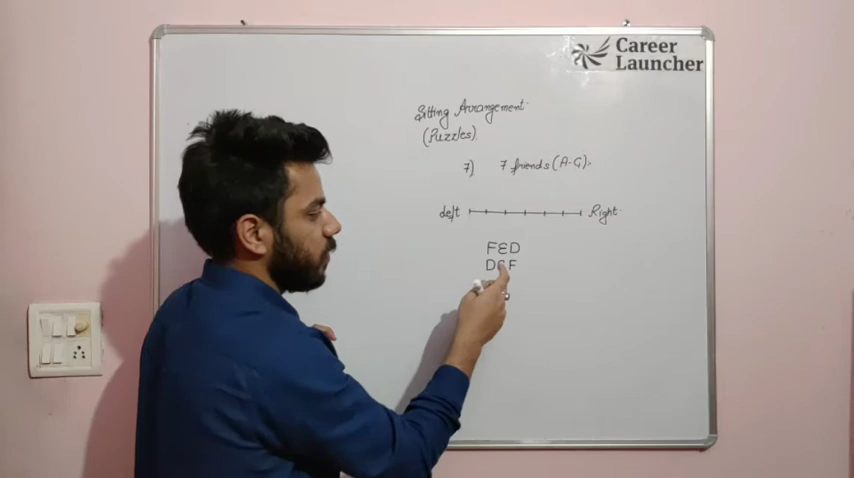 Career
Launcher
Sitting Arrangement
(Puzzles)
7) 7 friends (A-G).
Left Right
FED
DEF